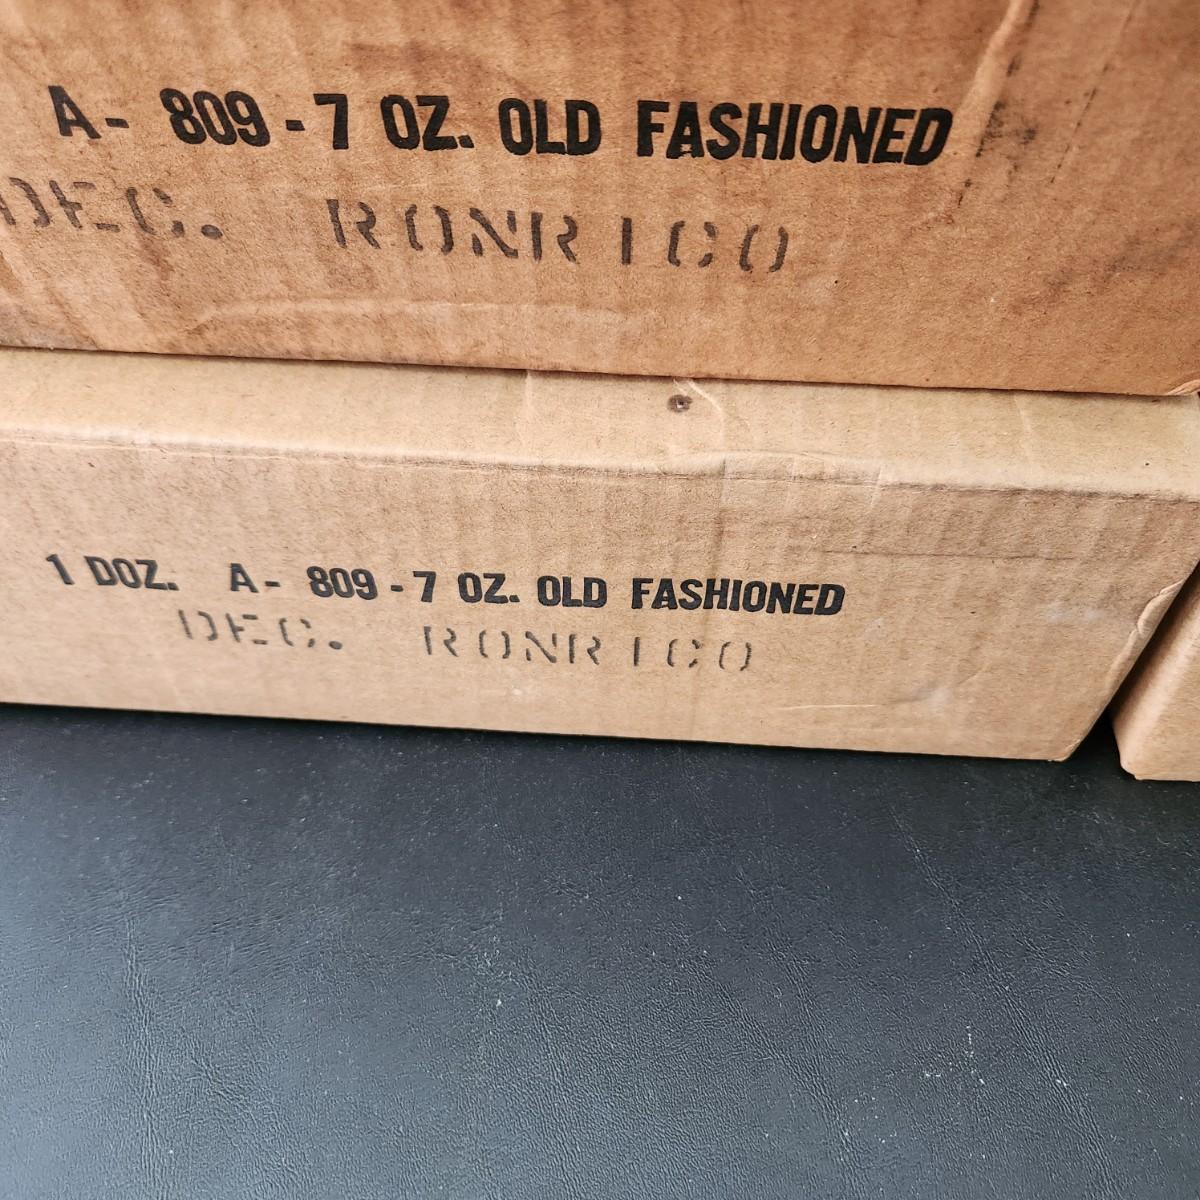 A- 809 - 7 OZ. OLD FASHIONED
DEC. RONRICO
1 DOZ. A- 809 - 7 OZ. OLD FASHIONED
DEC. RONRICO